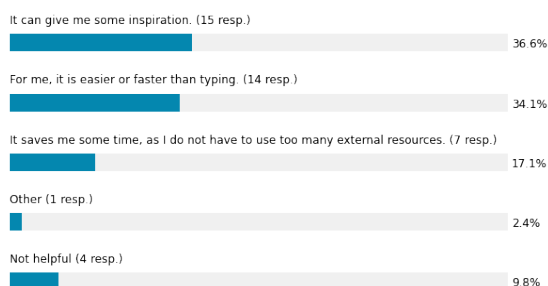 It can give me some inspiration. (15 resp.)
36.6%
For me, it is easier or faster than typing. (14 resp.)
34.1%
It saves me some time, as I do not have to use too many external resources. (7 resp.)
17.1%
Other (1 resp.)
2.4%
Not helpful (4 resp.)
9.8%